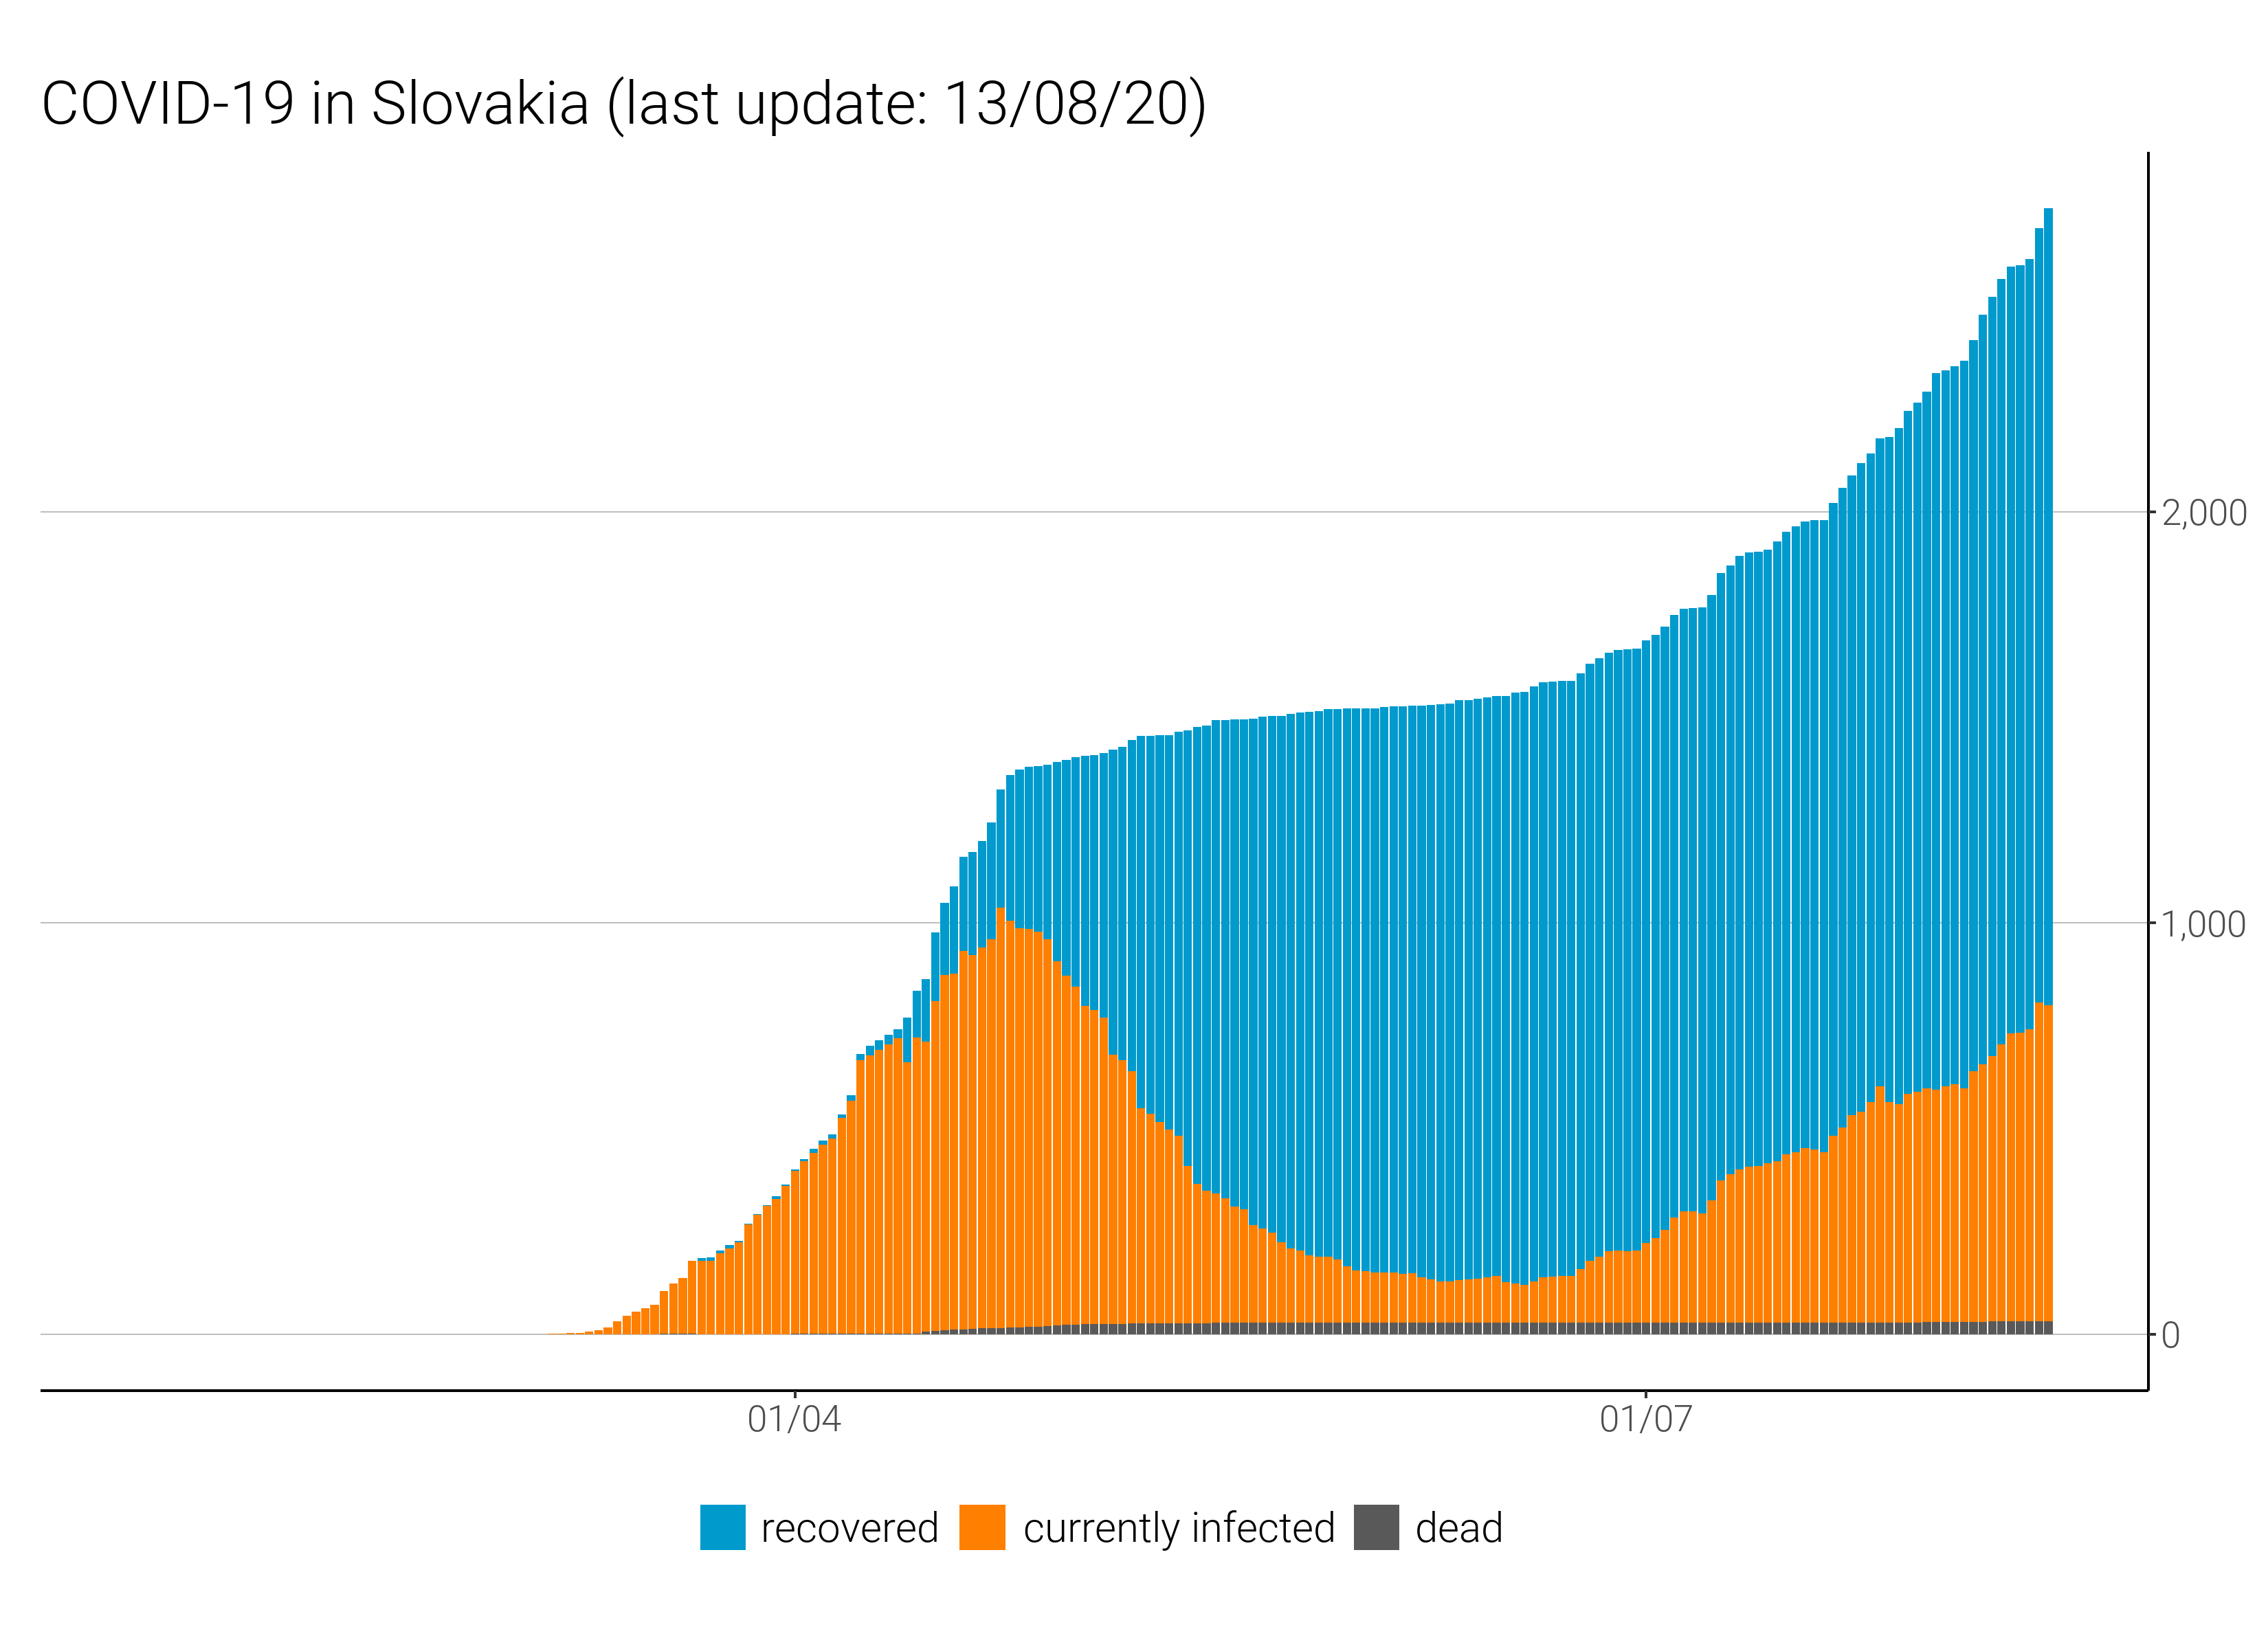 COVID-19 in Slovakia (last update: 13/08/20)
2,000
1,000
0
01/04 01/07
recovered currently infected dead